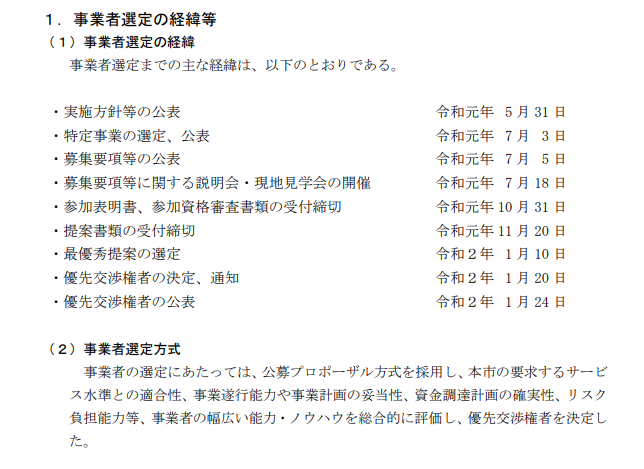 １．事業者選定の経緯等
（１）事業者選定の経緯
事業者選定までの主な経緯は、以下のとおりである。
・実施方針等の公表 令和元年 5 月 31 日
・特定事業の選定、公表 令和元年 7 月 3 日
・募集要項等の公表 令和元年 7 月 5 日
・募集要項等に関する説明会・現地見学会の開催 令和元年 7 月 18 日
・参加表明書、参加資格審査書類の受付締切 令和元年 10 月 31 日
・提案書類の受付締切 令和元年 11 月 20 日
・最優秀提案の選定 令和２年 1 月 10 日
・優先交渉権者の決定、通知 令和２年 1 月 20 日
・優先交渉権者の公表 令和２年 1 月 24 日
（２）事業者選定方式
事業者の選定にあたっては、公募プロポーザル方式を採用し、本市の要求するサービ
ス水準との適合性、事業遂行能力や事業計画の妥当性、資金調達計画の確実性、リスク
負担能力等、事業者の幅広い能力・ノウハウを総合的に評価し、優先交渉権者を決定し
た。